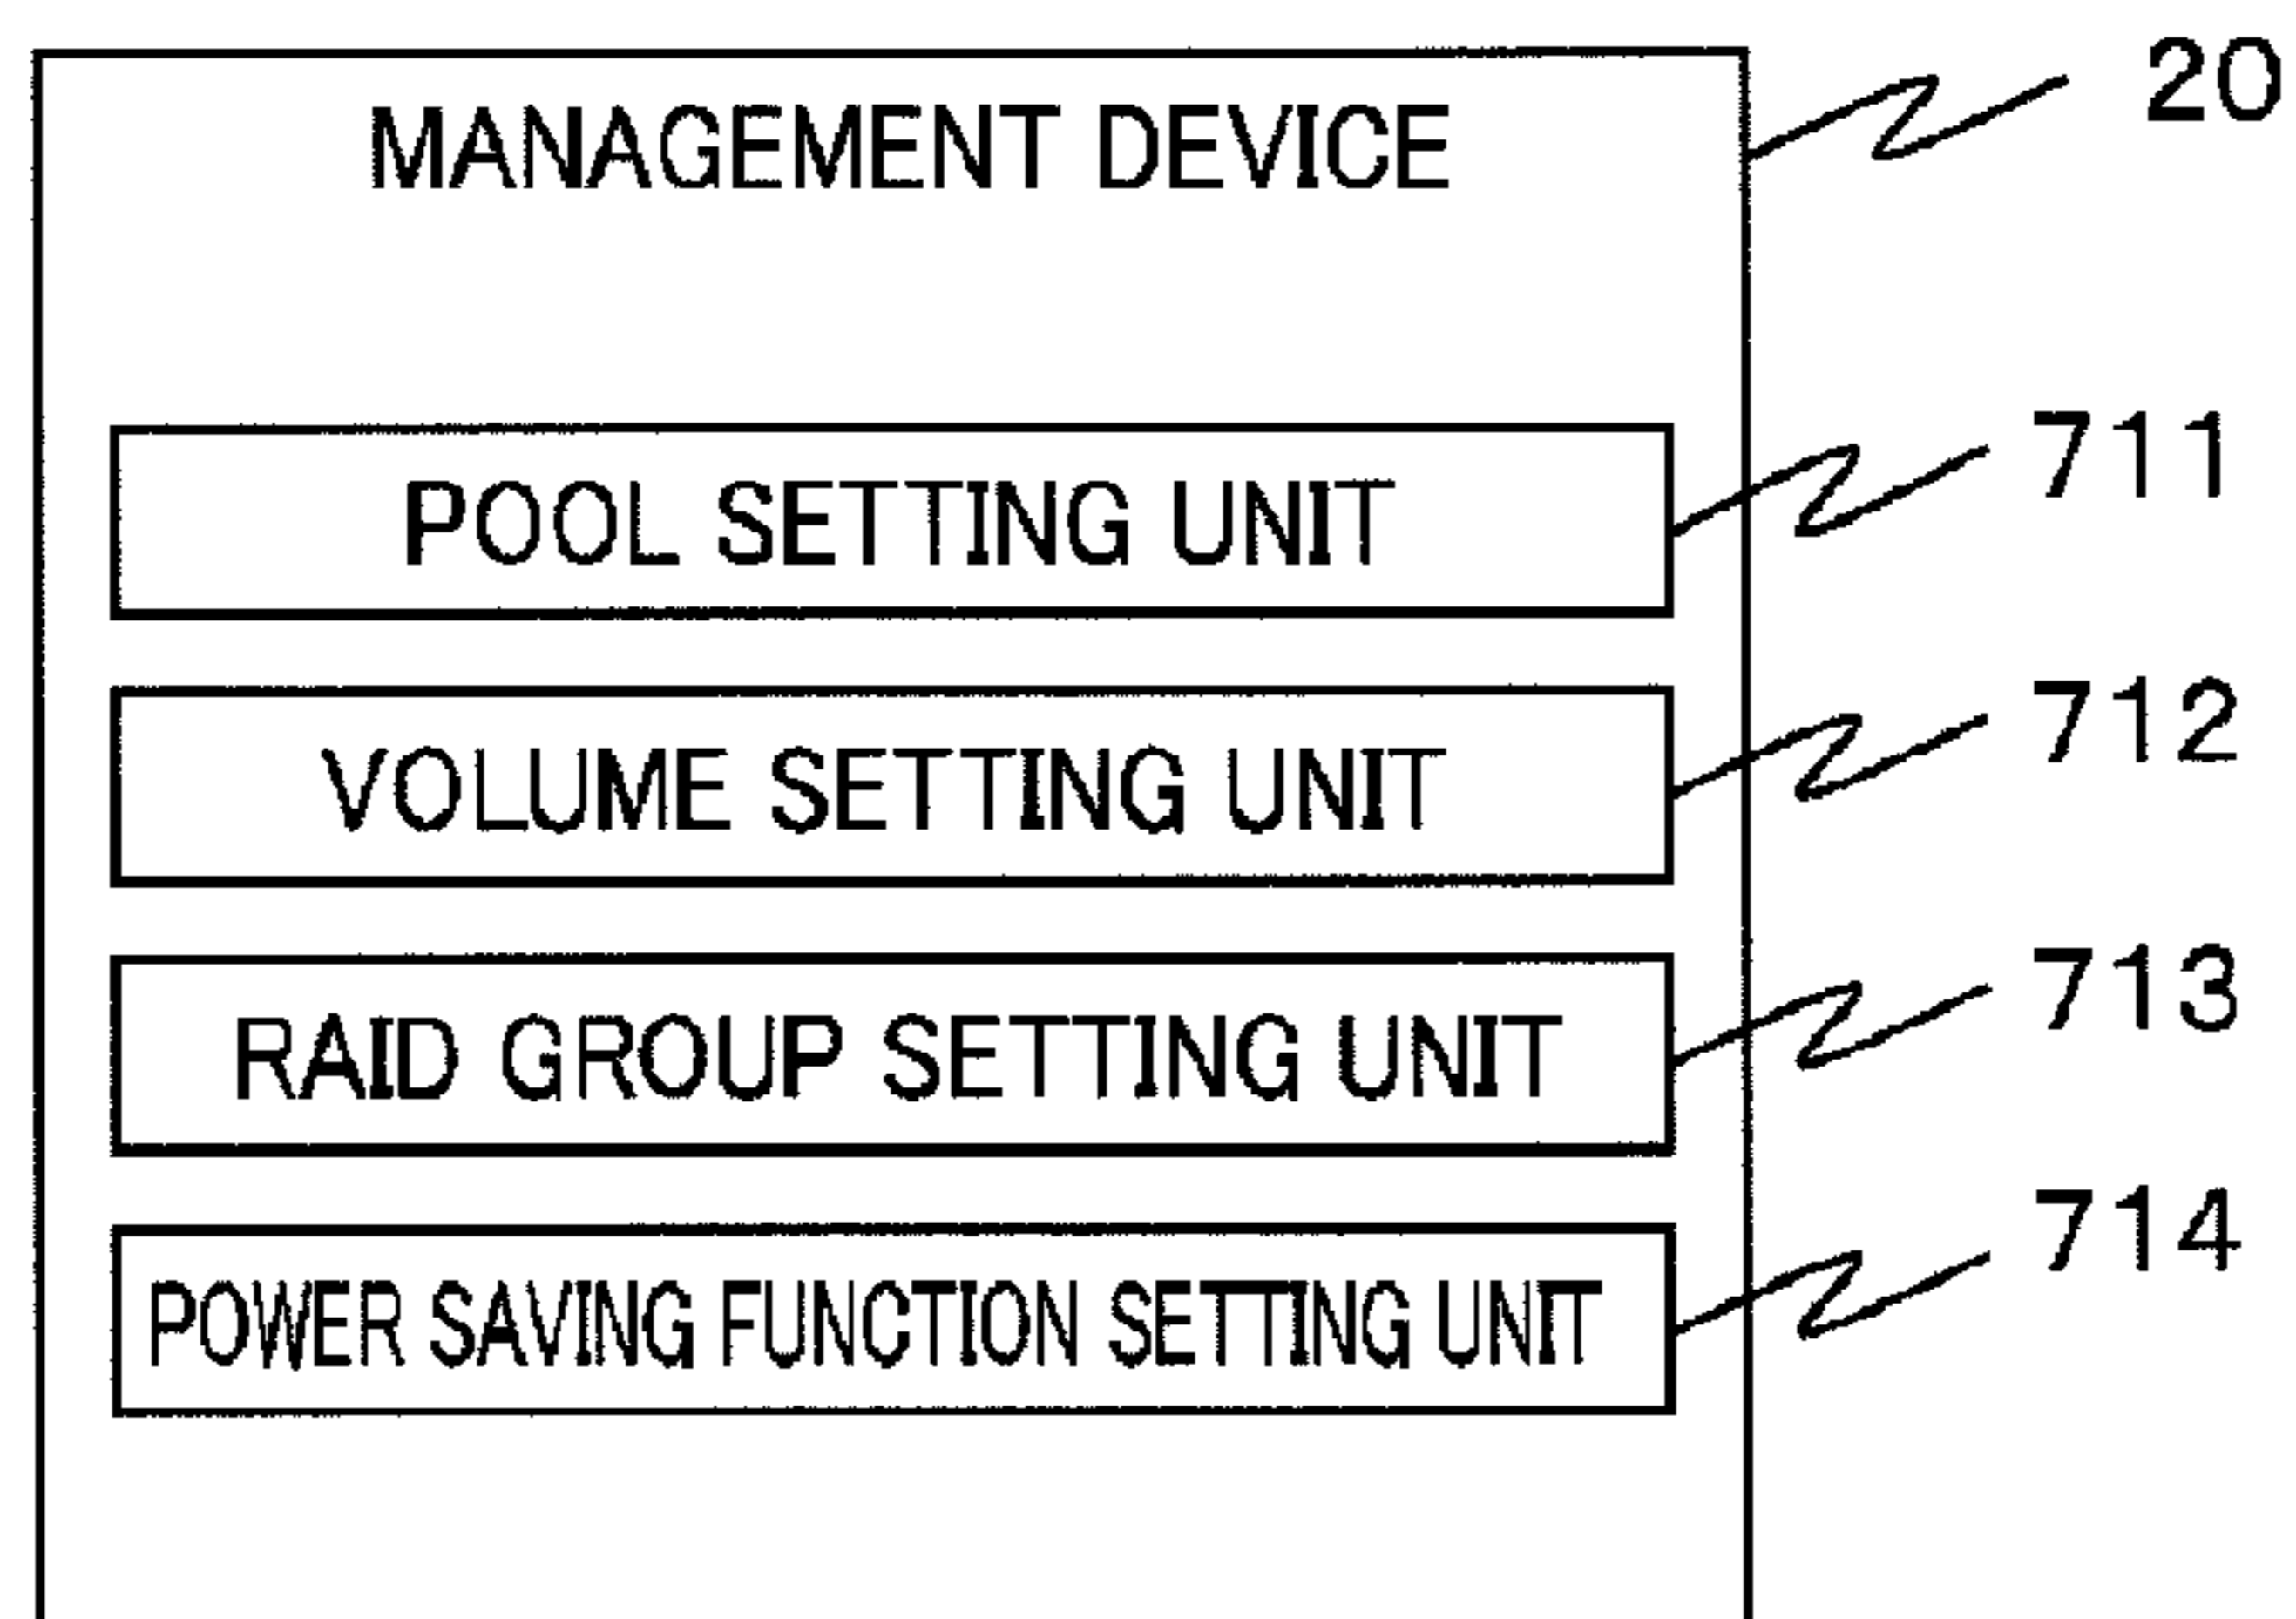 MANAGEMENT DEVICE 20
POOL SETTING UNIT 711
VOLUME SETTING UNIT 712
RAID GROUP SETTING UNIT 713
POWER SAVING FUNCTION SETTING UNIT 714